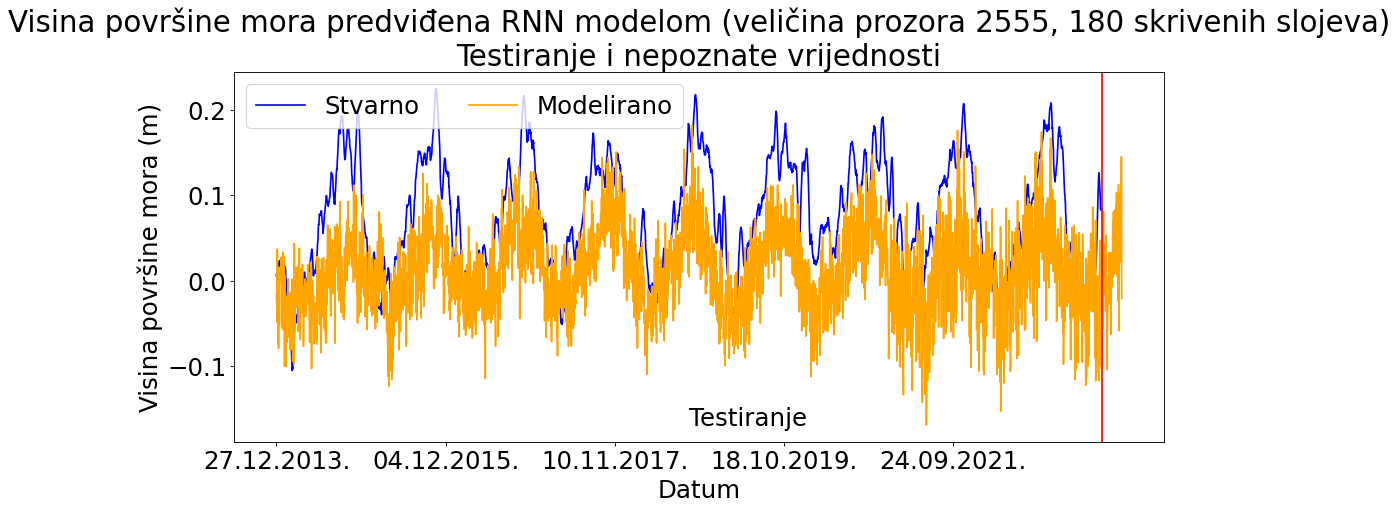 Visina površine mora predviđena RNN modelom (veličina prozora 2555, 180 skrivenih slojeva)
Testiranje i nepoznate vrijednosti
Stvarno
Modelirano
Visina površine mora (m)
0.2
0.1
0.0
−0.1
Testiranje
27.12.2013.
04.12.2015.
10.11.2017.
18.10.2019.
24.09.2021.
Datum